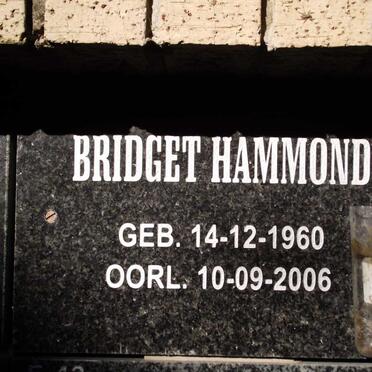 BRIDGET HAMMOND
GEB. 14-12-1960
OORL. 10-09-2006